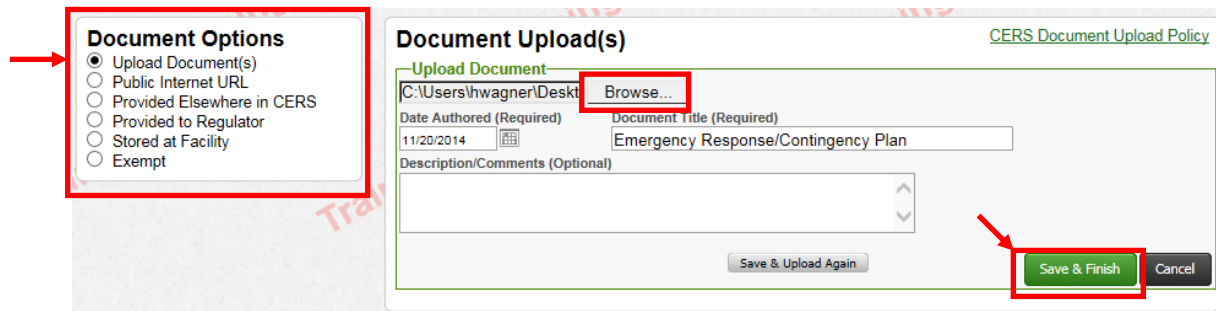 Document Options
Upload Document(s)
Public Internet URL
Provided Elsewhere in CERS
Provided to Regulator
Stored at Facility
Exempt
Document Upload(s)
CERS Document Upload Policy
Upload Document
C:\Users\hwagner\Deskt Browse...
Date Authored (Required) Document Title (Required)
11/20/2014 Emergency Response/Contingency Plan
Description/Comments (Optional)
Save & Upload Again
Save & Finish Cancel